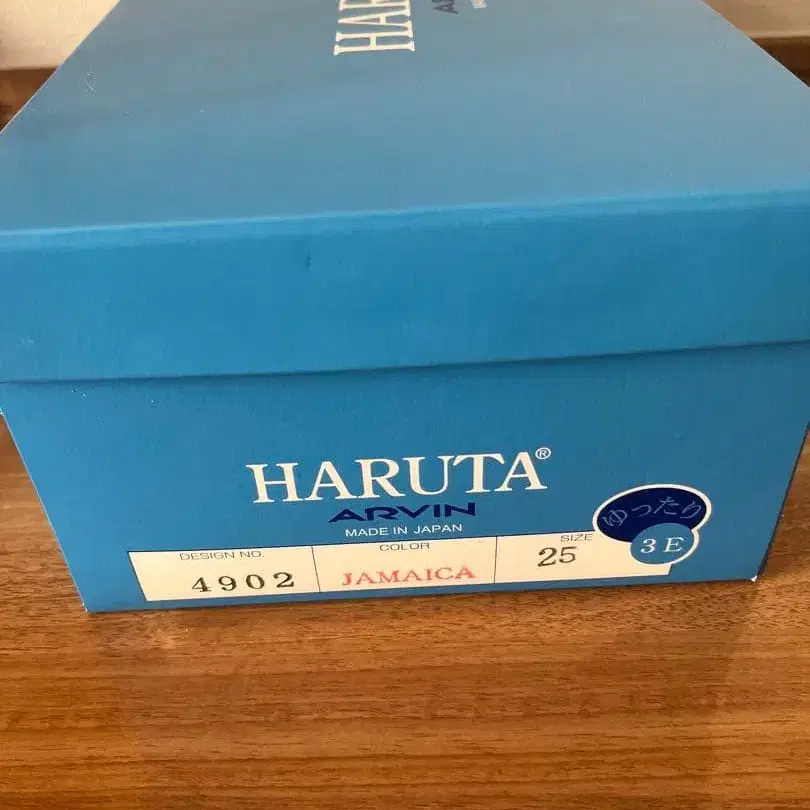 HARUTA®
ARVIN
MADE IN JAPAN
DESIGN NO. COLOR SIZE
4902 JAMAICA 25
ゆったり
3E